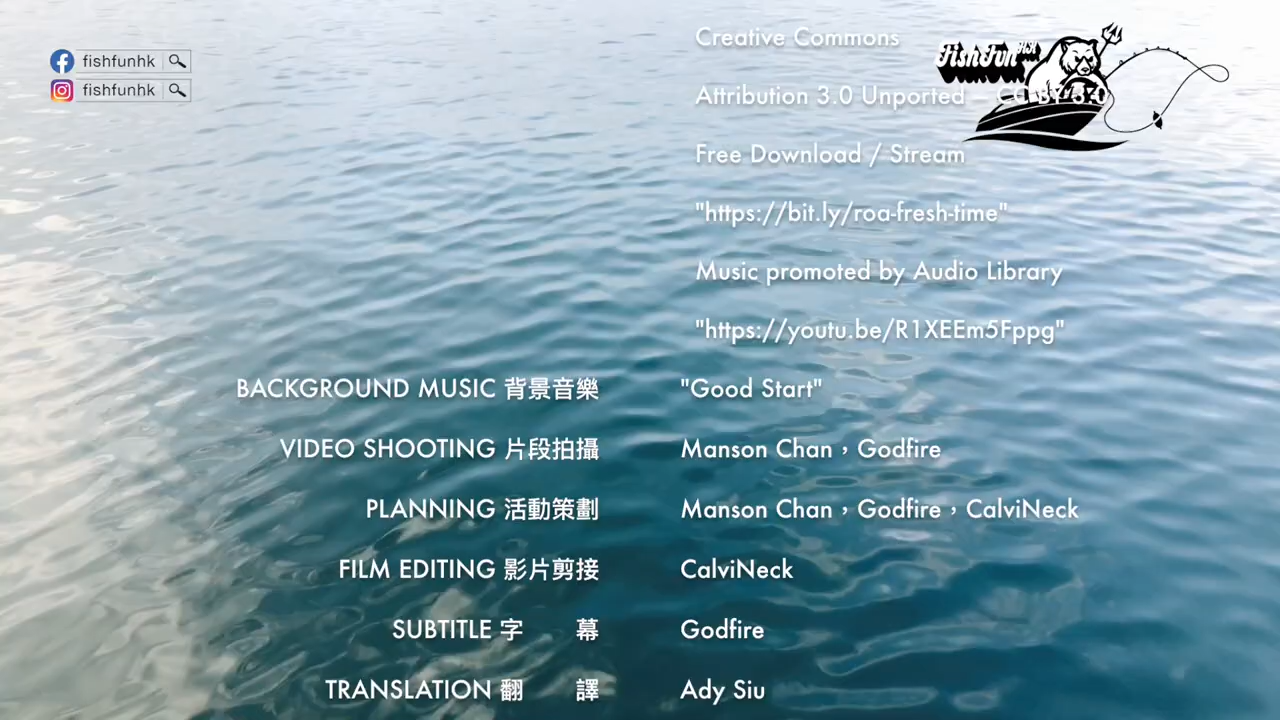 fishfunhk
fishfunhk
FishFun HK
Creative Commons
Attribution 3.0 Unported — CC BY 3.0
Free Download / Stream
"https://bit.ly/roa-fresh-time"
Music promoted by Audio Library
"https://youtu.be/R1XEEm5Fppg"
BACKGROUND MUSIC 背景音樂 "Good Start"
VIDEO SHOOTING 片段拍攝 Manson Chan，Godfire
PLANNING 活動策劃 Manson Chan，Godfire，CalviNeck
FILM EDITING 影片剪接 CalviNeck
SUBTITLE 字 幕 Godfire
TRANSLATION 翻 譯 Ady Siu